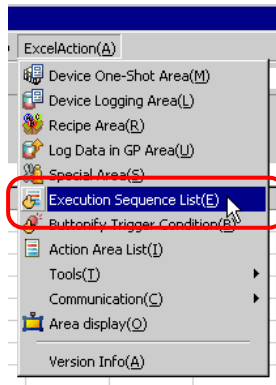 ExcelAction(A)
Device One-Shot Area(M)
Device Logging Area(L)
Recipe Area(R)
Log Data in GP Area(U)
Special Area(S)
Execution Sequence List(E)
Buttonify Trigger Condition(B)
Action Area List(I)
Tools(T)
Communication(C)
Area display(O)
Version Info(A)